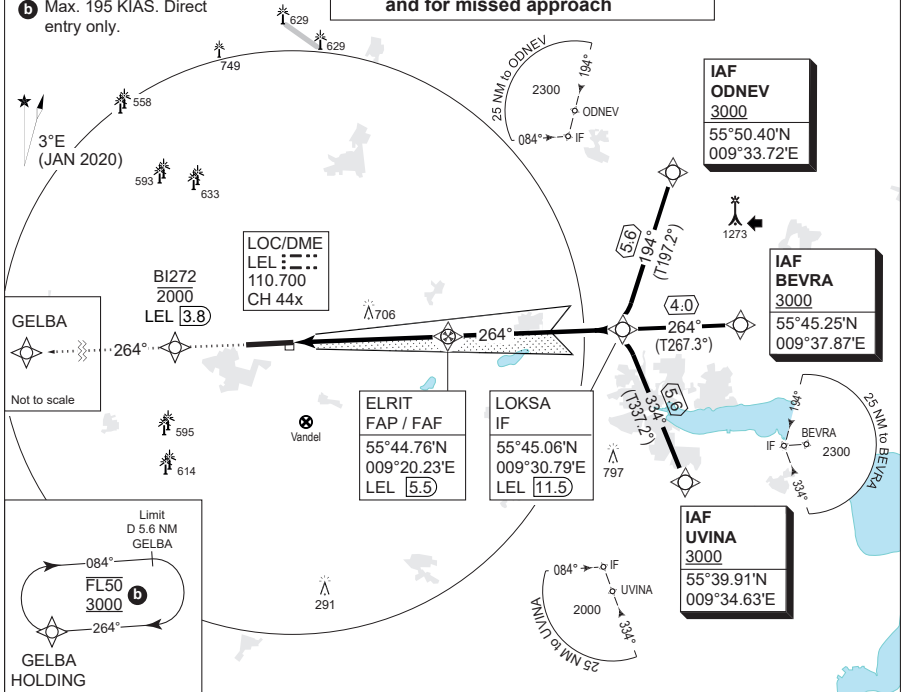 b Max. 195 KIAS. Direct
entry only.
and for missed approach
629
629
749
558
3°E
(JAN 2020)
593
633
25 NM to ODNEV
2300
194°
ODNEV
084°
IF
IAF
ODNEV
3000
55°50.40'N
009°33.72'E
1273
5.6
194°
(T197.2°)
LOC/DME
LEL
110.700
CH 44x
BI272
2000
LEL 3.8
706
4.0
264°
(T267.3°)
IAF
BEVRA
3000
55°45.25'N
009°37.87'E
GELBA
264°
Not to scale
264°
ELRIT
FAP / FAF
55°44.76'N
009°20.23'E
LEL 5.5
LOKSA
IF
55°45.06'N
009°30.79'E
LEL 11.5
5.6
334°
(T337.2°)
797
595
614
Vandel
194°
IF
BEVRA
2300
334°
25 NM to BEVRA
IAF
UVINA
3000
55°39.91'N
009°34.63'E
Limit
D 5.6 NM
GELBA
084°
FL50
3000
b
264°
GELBA
HOLDING
291
084°
IF
UVINA
2000
334°
25 NM to UVINA